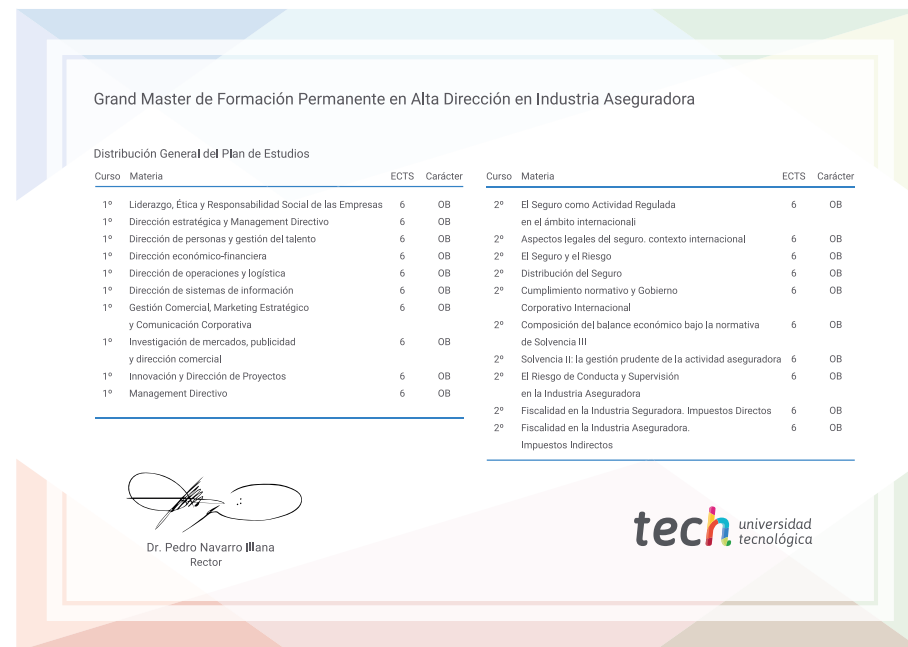 Grand Master de Formación Permanente en Alta Dirección en Industria Aseguradora
Distribución General del Plan de Estudios
Curso Materia ECTS Carácter
1º Liderazgo, Ética y Responsabilidad Social de las Empresas 6 OB
1º Dirección estratégica y Management Directivo 6 OB
1º Dirección de personas y gestión del talento 6 OB
1º Dirección económico-financiera 6 OB
1º Dirección de operaciones y logística 6 OB
1º Dirección de sistemas de información 6 OB
1º Gestión Comercial, Marketing Estratégico 6 OB
y Comunicación Corporativa
1º Investigación de mercados, publicidad 6 OB
y dirección comercial
1º Innovación y Dirección de Proyectos 6 OB
1º Management Directivo 6 OB
Curso Materia ECTS Carácter
2º El Seguro como Actividad Regulada 6 OB
en el ámbito internacionali
2º Aspectos legales del seguro. contexto internacional 6 OB
2º El Seguro y el Riesgo 6 OB
2º Distribución del Seguro 6 OB
2º Cumplimiento normativo y Gobierno 6 OB
Corporativo Internacional
2º Composición del balance económico bajo la normativa 6 OB
de Solvencia III
2º Solvencia II: la gestión prudente de la actividad aseguradora 6 OB
2º El Riesgo de Conducta y Supervisión 6 OB
en la Industria Aseguradora
2º Fiscalidad en la Industria Seguradora. Impuestos Directos 6 OB
2º Fiscalidad en la Industria Aseguradora. 6 OB
Impuestos Indirectos
Dr. Pedro Navarro Illana
Rector
tech universidad
tecnológica